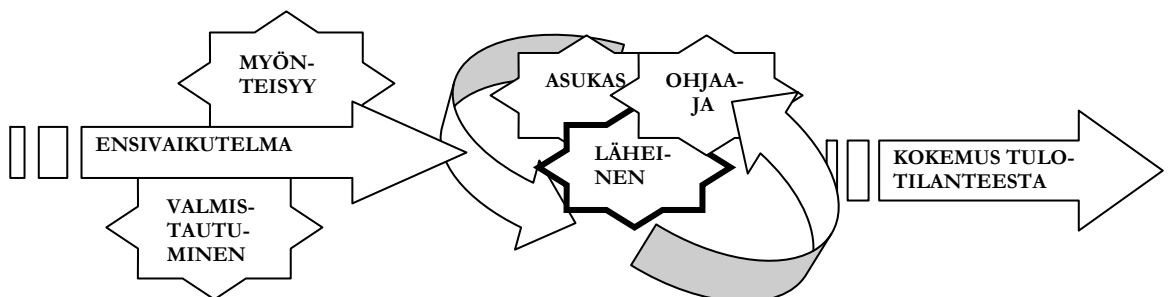 MYÖN-
TEISYY
ENSIVAIKUTELMA
VALMIS-
TAUTU-
MINEN
ASUKAS
OHJAA-
JA
LÄHEI-
NEN
KOKEMUS TULO-
TILANTEESTA